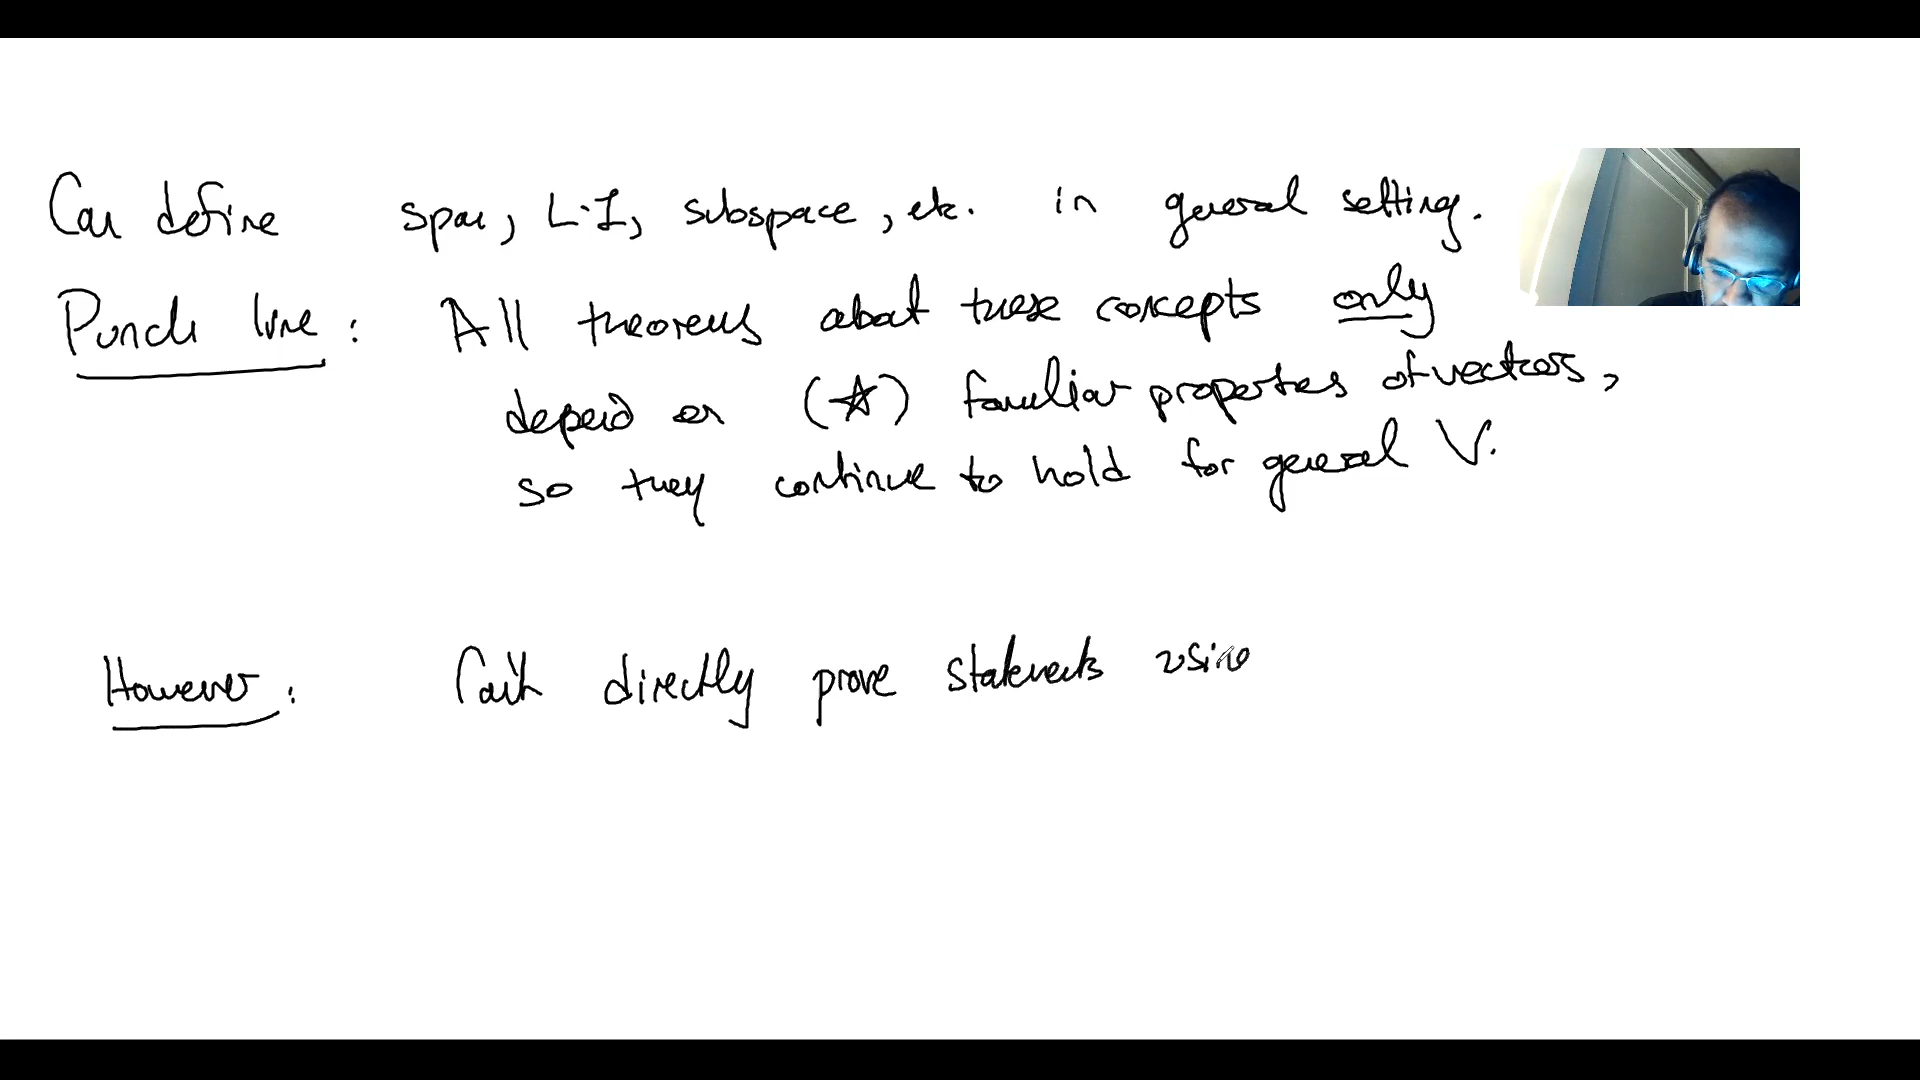 Can define span, L.I, subspace, etc. in general setting.
Punch line: All theorems about these concepts only
depend on (☆) familiar properties of vectors,
so they continue to hold for general V.
However: Can't directly prove statements usin